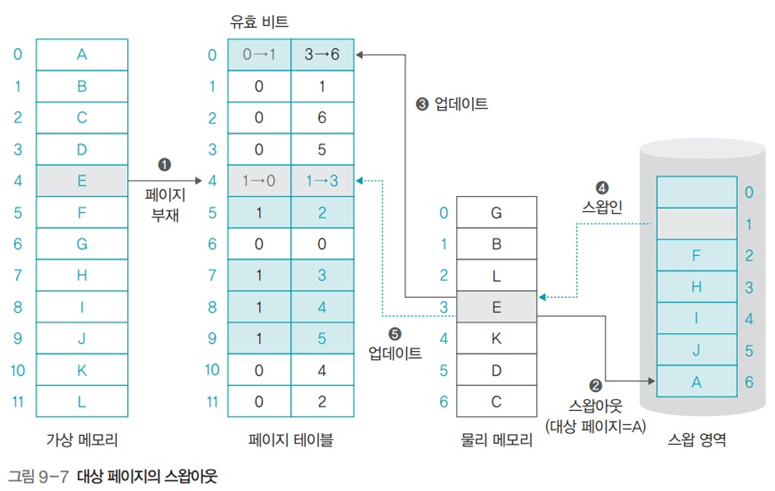 유효 비트
0 A 0 0→1 3→6
1 B 1 0 1
❸ 업데이트
2 C 2 0 6
3 D 3 0 5
❶
4 E 4 1→0 1→3
페이지
부재
❹
스왑인
0
5 F 5 1 2
0 G
1
6 G 6 0 0
1 B
F 2
7 H 7 1 3
2 L
H 3
8 I 8 1 4
3 E
I 4
9 J 9 1 5
❺
업데이트
4 K
J 5
10 K 10 0 4
5 D
❷
스왑아웃
(대상 페이지=A)
A 6
11 L 11 0 2
6 C
가상 메모리
페이지 테이블
물리 메모리
스왑 영역
그림 9-7 대상 페이지의 스왑아웃